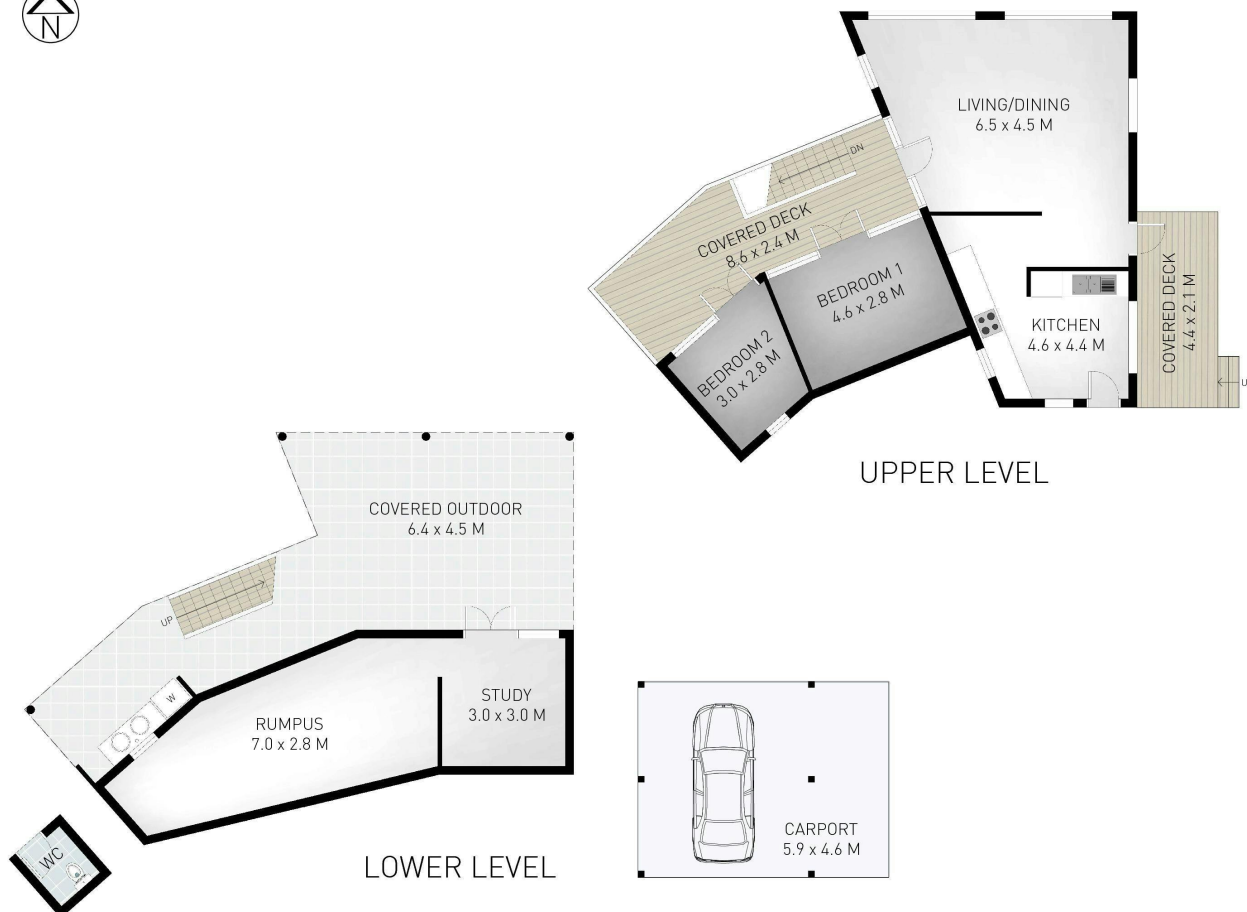 N
LIVING/DINING
6.5 x 4.5 M
DN
COVERED DECK
8.6 x 2.4 M
BEDROOM 1
4.6 x 2.8 M
BEDROOM 2
3.0 x 2.8 M
KITCHEN
4.6 x 4.4 M
COVERED DECK
4.4 x 2.1 M
U
UPPER LEVEL
COVERED OUTDOOR
6.4 x 4.5 M
UP
W
RUMPUS
7.0 x 2.8 M
STUDY
3.0 x 3.0 M
WC
LOWER LEVEL
CARPORT
5.9 x 4.6 M